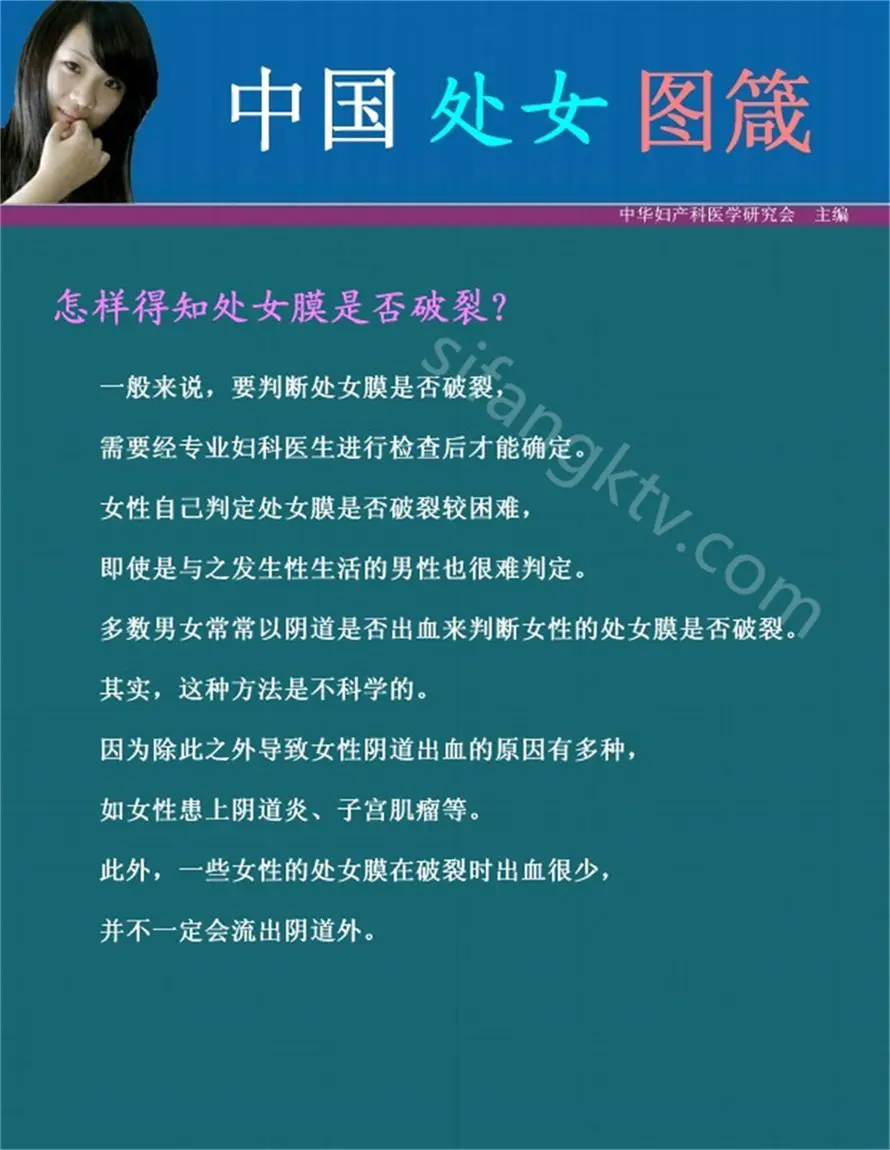 中国处女图箴
中华妇产科医学研究会 主编
怎样得知处女膜是否破裂？
一般来说，要判断处女膜是否破裂，
需要经专业妇科医生进行检查后才能确定。
女性自己判定处女膜是否破裂较困难，
即使是与之发生性生活的男性也很难判定。
多数男女常常以阴道是否出血来判断女性的处女膜是否破裂。
其实，这种方法是不科学的。
因为除此之外导致女性阴道出血的原因有多种，
如女性患上阴道炎、子宫肌瘤等。
此外，一些女性的处女膜在破裂时出血很少，
并不一定会流出阴道外。
sifangktv.com